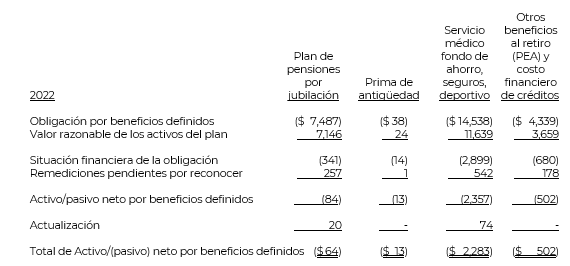 Otros
Servicio beneficios
médico al retiro
Plan de fondo de (PEA) y
pensiones ahorro, costo
por Prima de seguros, financiero
2022 jubilación antigüedad deportivo de créditos
Obligación por beneficios definidos ($ 7,487) ($ 38) ($ 14,538) ($ 4,339)
Valor razonable de los activos del plan 7,146 24 11,639 3,659
Situación financiera de la obligación (341) (14) (2,899) (680)
Remediciones pendientes por reconocer 257 1 542 178
Activo/pasivo neto por beneficios definidos (84) (13) (2,357) (502)
Actualización 20 - 74 -
Total de Activo/(pasivo) neto por beneficios definidos ($ 64) ($ 13) ($ 2,283) ($ 502)